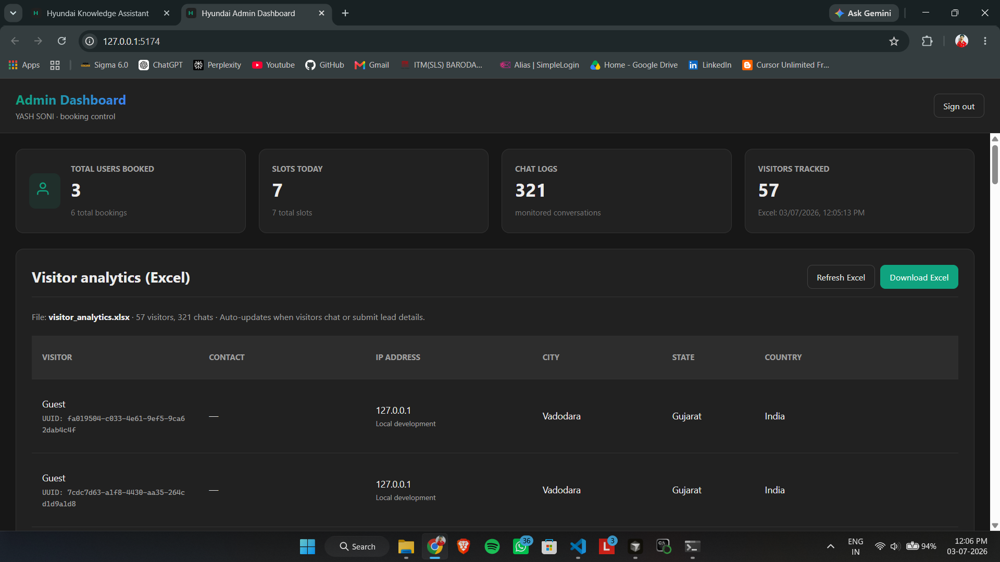 Hyundai Knowledge Assistant
Hyundai Admin Dashboard
Ask Gemini
127.0.0.1:5174
Apps
Sigma 6.0
ChatGPT
Perplexity
Youtube
GitHub
Gmail
ITM(SLS) BARODA...
Alias | SimpleLogin
Home - Google Drive
LinkedIn
Cursor Unlimited Fr...
Admin Dashboard
YASH SONI · booking control
Sign out
TOTAL USERS BOOKED
3
6 total bookings
SLOTS TODAY
7
7 total slots
CHAT LOGS
321
monitored conversations
VISITORS TRACKED
57
Excel: 03/07/2026, 12:05:13 PM
Visitor analytics (Excel)
Refresh Excel
Download Excel
File: visitor_analytics.xlsx · 57 visitors, 321 chats · Auto-updates when visitors chat or submit lead details.
VISITOR CONTACT IP ADDRESS CITY STATE COUNTRY
Guest
UUID: fa019504-c033-4e61-9ef5-9ca6
2dab4c4f
—
127.0.0.1
Local development
Vadodara
Gujarat
India
Guest
UUID: 7cdc7d63-a1f8-4430-aa35-264c
d1d9a1d8
—
127.0.0.1
Local development
Vadodara
Gujarat
India
Search
36
3
ENG
IN
94%
12:06 PM
03-07-2026